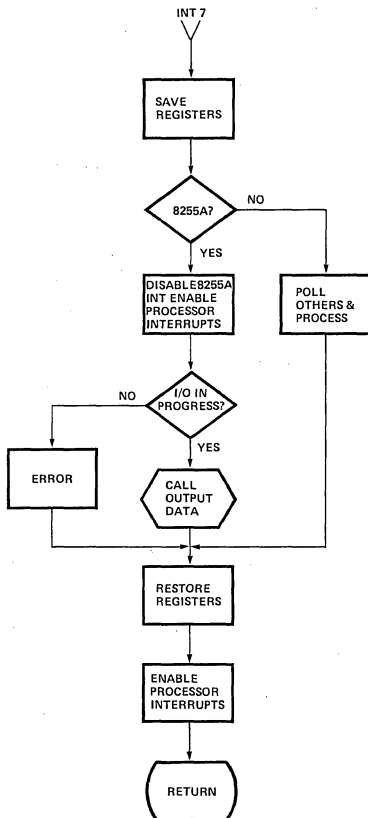 INT 7
SAVE
REGISTERS
8255A?
NO
YES
DISABLE8255A
INT ENABLE
PROCESSOR
INTERRUPTS
POLL
OTHERS &
PROCESS
I/O IN
PROGRESS?
NO
YES
ERROR
CALL
OUTPUT
DATA
RESTORE
REGISTERS
ENABLE
PROCESSOR
INTERRUPTS
RETURN